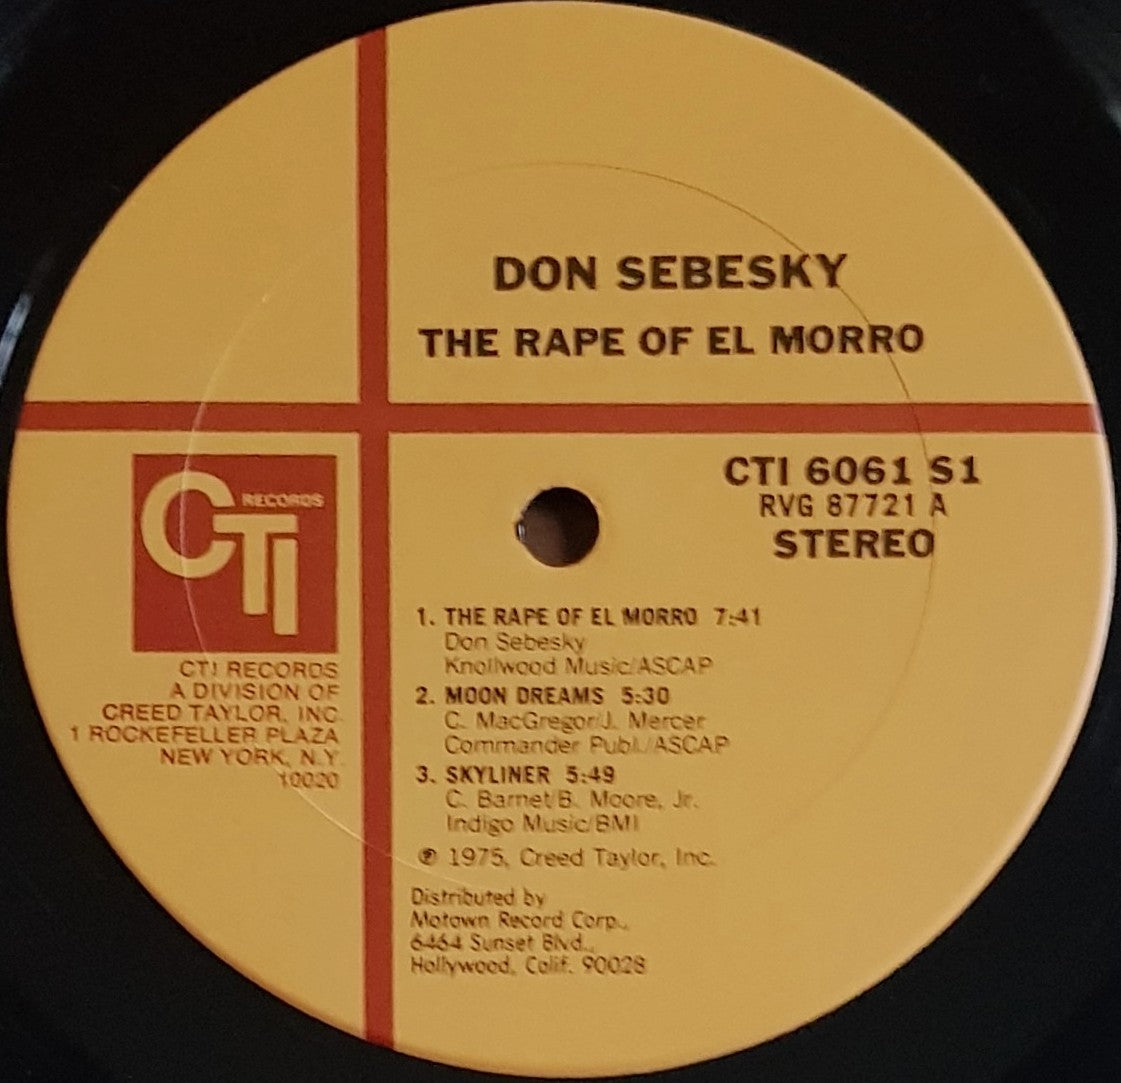 DON SEBESKY
THE RAPE OF EL MORRO
CTI RECORDS
CTI RECORDS
A DIVISION OF
CREED TAYLOR, INC.
1 ROCKEFELLER PLAZA
NEW YORK, N.Y.
10020
CTI 6061 S1
RVG 87721 A
STEREO
1. THE RAPE OF EL MORRO 7:41
Don Sebesky
Knollwood Music/ASCAP
2. MOON DREAMS 5:30
C. MacGregor/J. Mercer
Commander Publ./ASCAP
3. SKYLINER 5:49
C. Barnet/B. Moore, Jr.
Indigo Music/BMI
℗ 1975, Creed Taylor, Inc.
Distributed by
Motown Record Corp.,
6464 Sunset Blvd.,
Hollywood, Calif. 90028